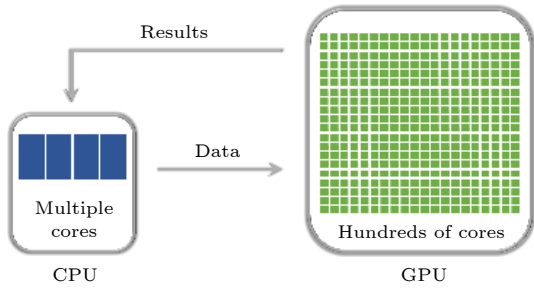 Results
Data
Multiple
cores
Hundreds of cores
CPU
GPU